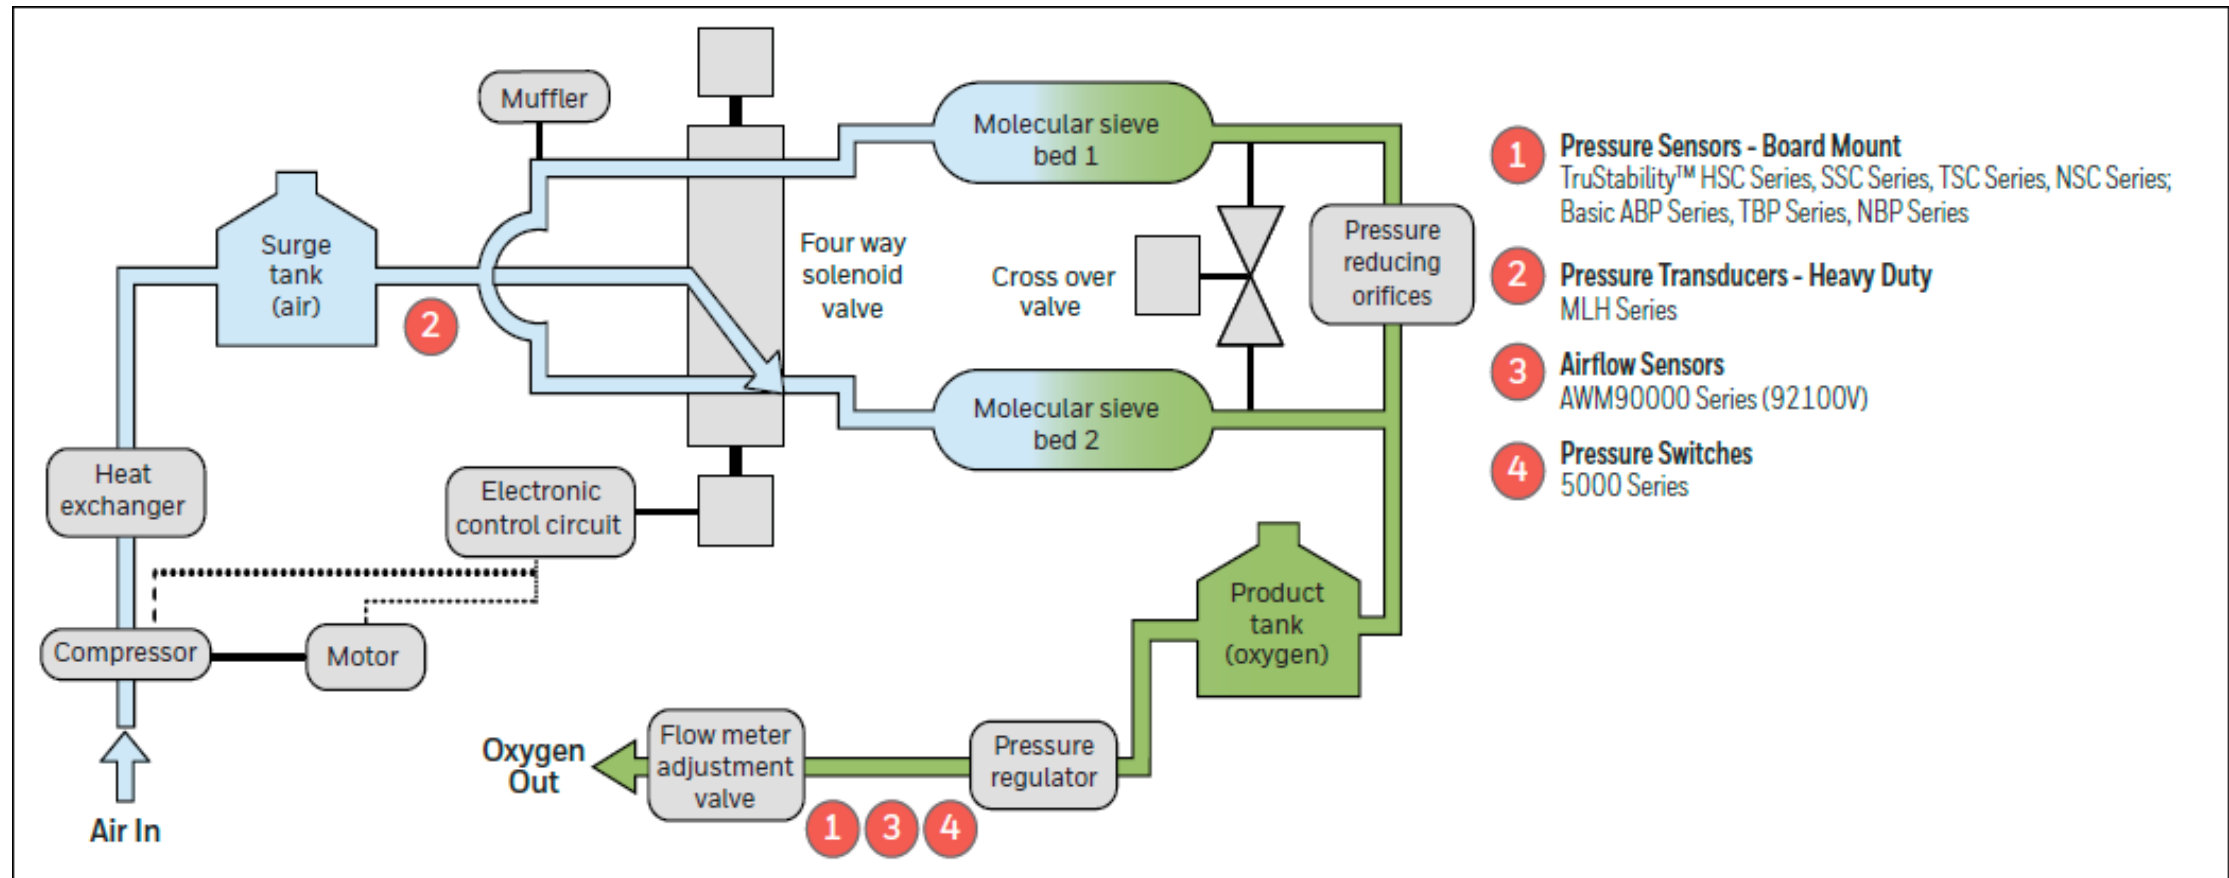 Muffler
Molecular sieve
bed 1
Surge
tank
(air)
Four way
solenoid
valve
Cross over
valve
Pressure
reducing
orifices
2
Molecular sieve
bed 2
Heat
exchanger
Electronic
control circuit
Compressor
Motor
Product
tank
(oxygen)
Oxygen
Out
Flow meter
adjustment
valve
Pressure
regulator
1
3
4
Air In
1
Pressure Sensors - Board Mount
TruStability™ HSC Series, SSC Series, TSC Series, NSC Series;
Basic ABP Series, TBP Series, NBP Series
2
Pressure Transducers - Heavy Duty
MLH Series
3
Airflow Sensors
AWM90000 Series (92100V)
4
Pressure Switches
5000 Series